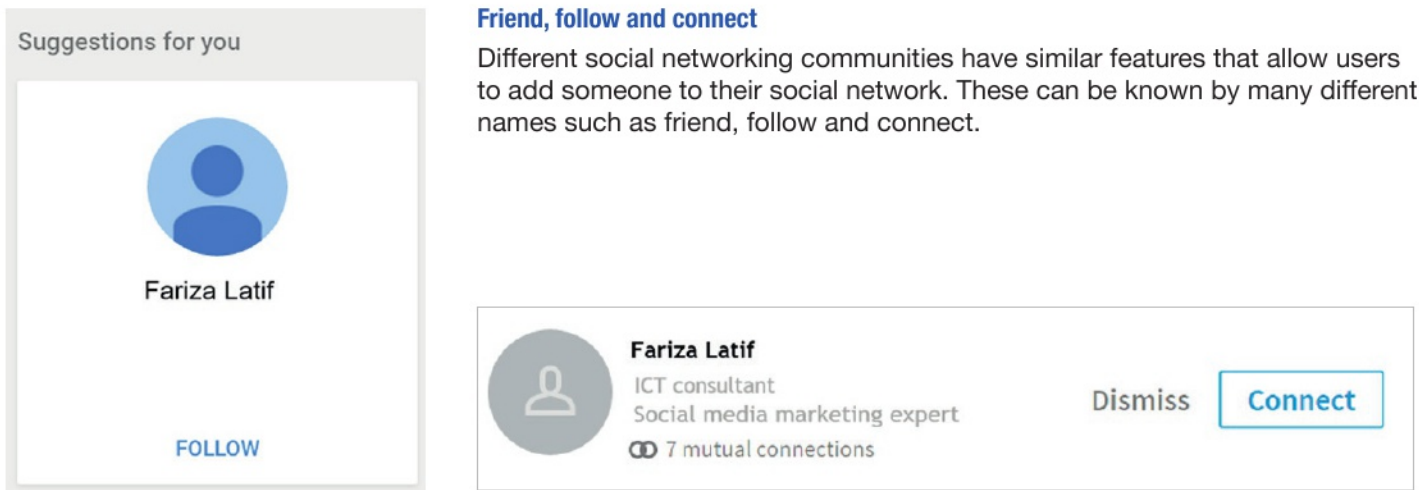 Suggestions for you
Fariza Latif
FOLLOW
Friend, follow and connect
Different social networking communities have similar features that allow users
to add someone to their social network. These can be known by many different
names such as friend, follow and connect.
Fariza Latif
ICT consultant
Social media marketing expert
7 mutual connections
Dismiss
Connect